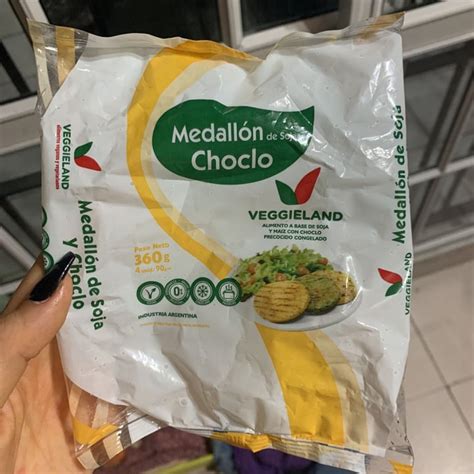 Medallón de Soja
Choclo
VEGGIELAND
ALIMENTO A BASE DE SOJA
Y MAIZ CON CHOCLO
PRECOCIDO CONGELADO
Peso Neto
360g
INDUSTRIA ARGENTINA
VEGGIELAND
Medallón de Soja
y Choclo
Medallón de Soja
VEGGIELAND